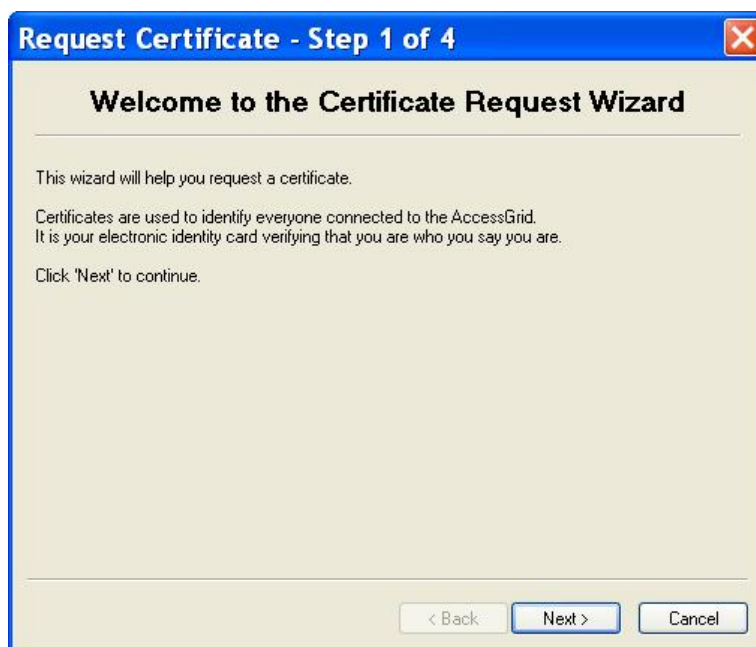 Request Certificate - Step 1 of 4
Welcome to the Certificate Request Wizard
This wizard will help you request a certificate.
Certificates are used to identify everyone connected to the AccessGrid.
It is your electronic identity card verifying that you are who you say you are.
Click 'Next' to continue.
< Back Next > Cancel